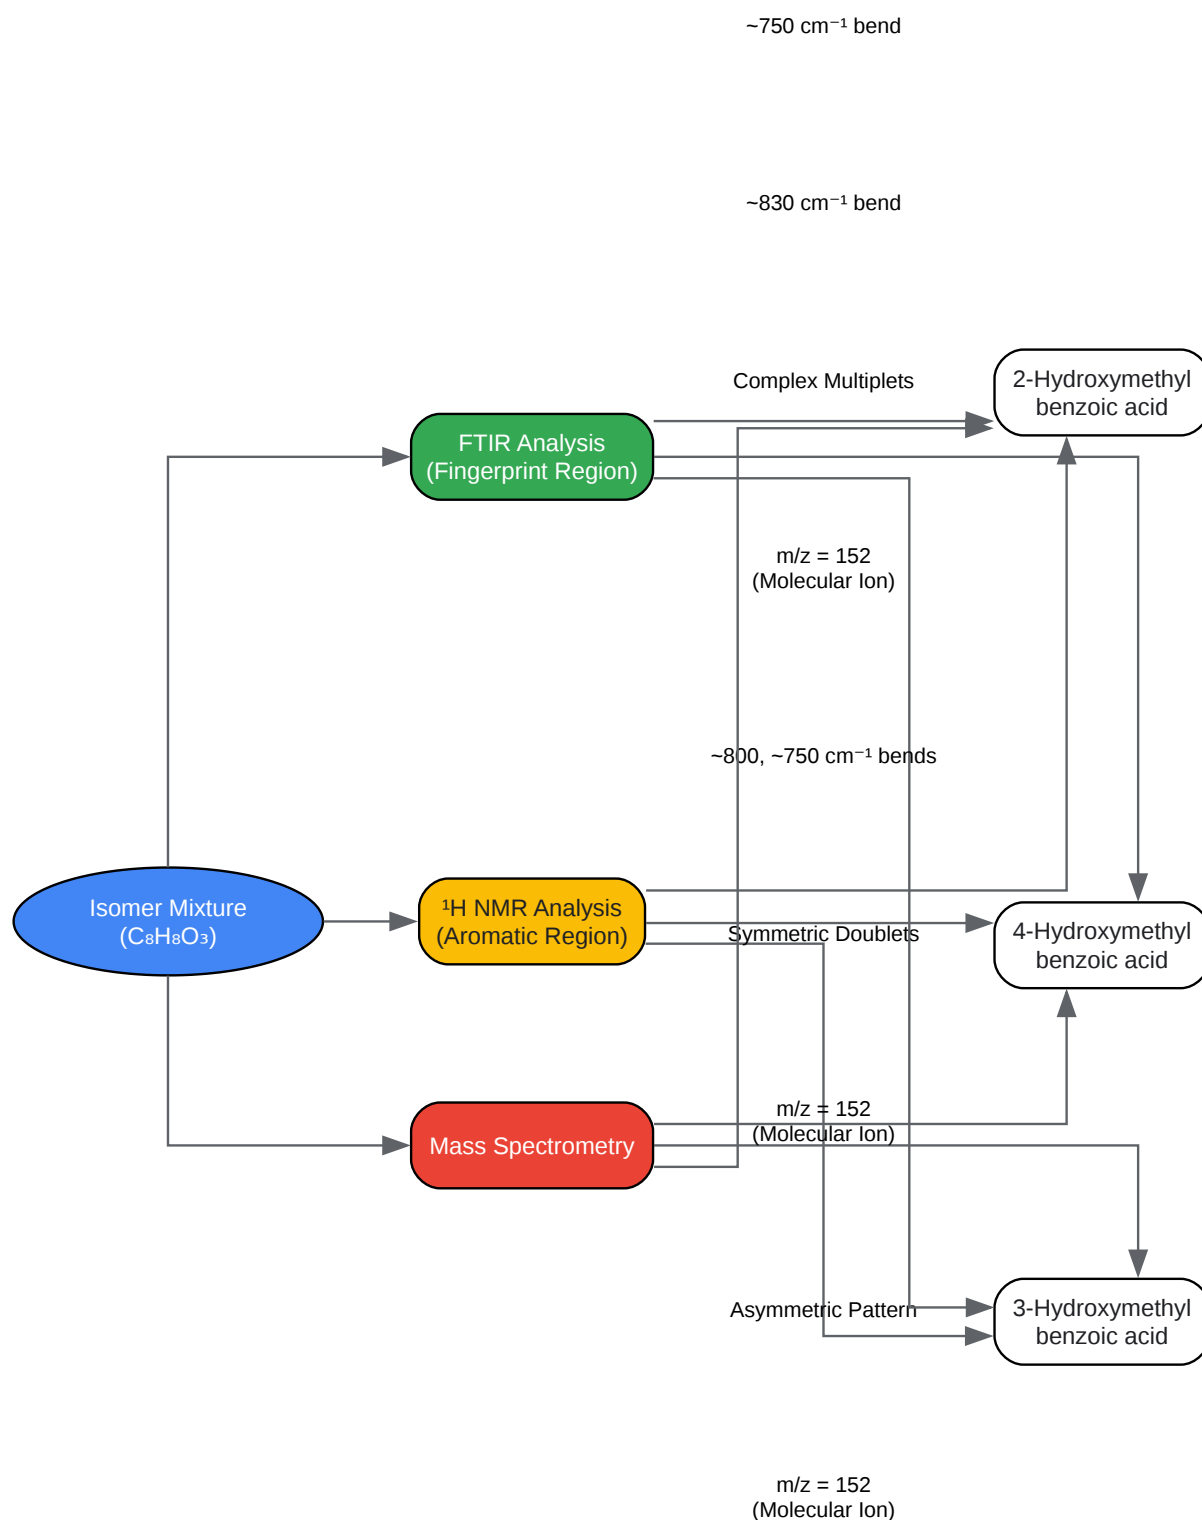 ~750 cm⁻¹ bend
~830 cm⁻¹ bend
Complex Multiplets
2-Hydroxymethyl
benzoic acid
FTIR Analysis
(Fingerprint Region)
m/z = 152
(Molecular Ion)
~800, ~750 cm⁻¹ bends
Isomer Mixture
(C₈H₈O₃)
¹H NMR Analysis
(Aromatic Region)
Symmetric Doublets
4-Hydroxymethyl
benzoic acid
Mass Spectrometry
m/z = 152
(Molecular Ion)
Asymmetric Pattern
3-Hydroxymethyl
benzoic acid
m/z = 152
(Molecular Ion)